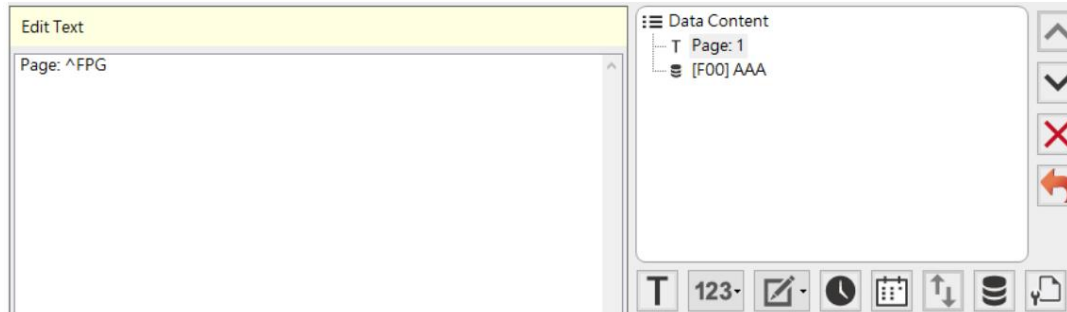 Edit Text
Page: ^FPG
Data Content
T Page: 1
[F00] AAA
T 123